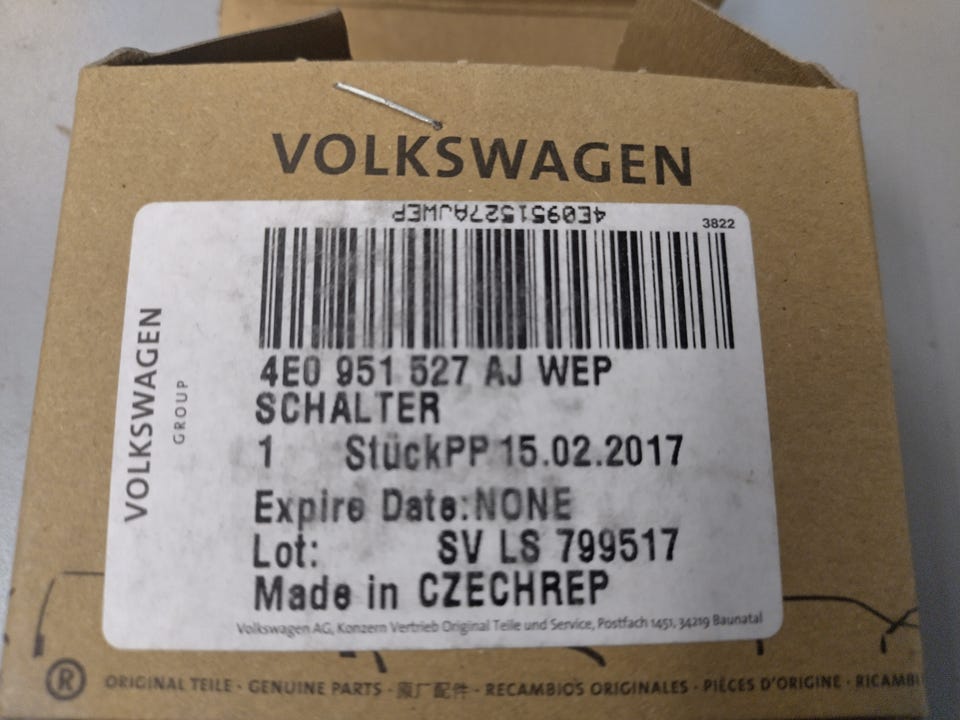 VOLKSWAGEN
4E0951527AJWEP
3822
4E0 951 527 AJ WEP
SCHALTER
1 StückPP 15.02.2017
Expire Date:NONE
Lot: SV LS 799517
Made in CZECHREP
Volkswagen AG, Konzern Vertrieb Original Teile und Service, Postfach 1451, 34219 Baunatal
VOLKSWAGEN
GROUP
® ORIGINAL TEILE · GENUINE PARTS · 原厂配件 · RECAMBIOS ORIGINALES · PIÈCES D'ORIGINE · RICAMBI